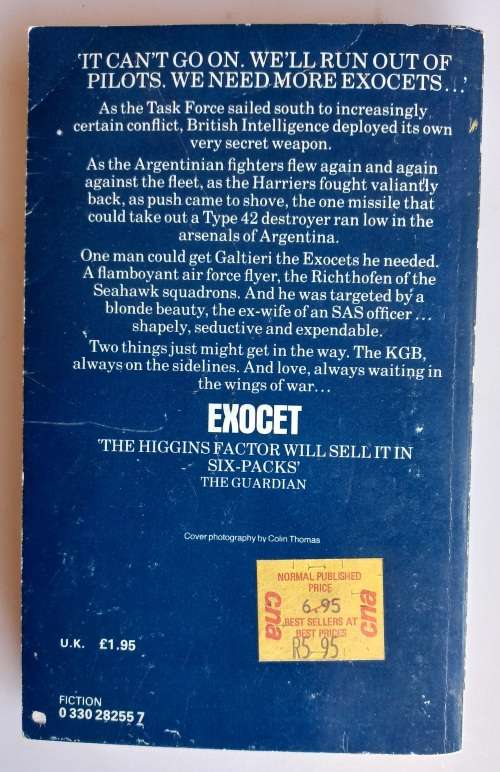 'IT CAN'T GO ON. WE'LL RUN OUT OF
PILOTS. WE NEED MORE EXOCETS...'
As the Task Force sailed south to increasingly
certain conflict, British Intelligence deployed its own
very secret weapon.
As the Argentinian fighters flew again and again
against the fleet, as the Harriers fought valiantly
back, as push came to shove, the one missile that
could take out a Type 42 destroyer ran low in the
arsenals of Argentina.
One man could get Galtieri the Exocets he needed.
A flamboyant air force flyer, the Richthofen of the
Seahawk squadrons. And he was targeted by a
blonde beauty, the ex-wife of an SAS officer...
shapely, seductive and expendable.
Two things just might get in the way. The KGB,
always on the sidelines. And love, always waiting in
the wings of war...
EXOCET
'THE HIGGINS FACTOR WILL SELL IT IN
SIX-PACKS'
THE GUARDIAN
Cover photography by Colin Thomas
NORMAL PUBLISHED
PRICE
6.95
cna
cna
BEST SELLERS AT
BEST PRICES
R5 95
U.K. £1.95
FICTION
0 330 28255 7